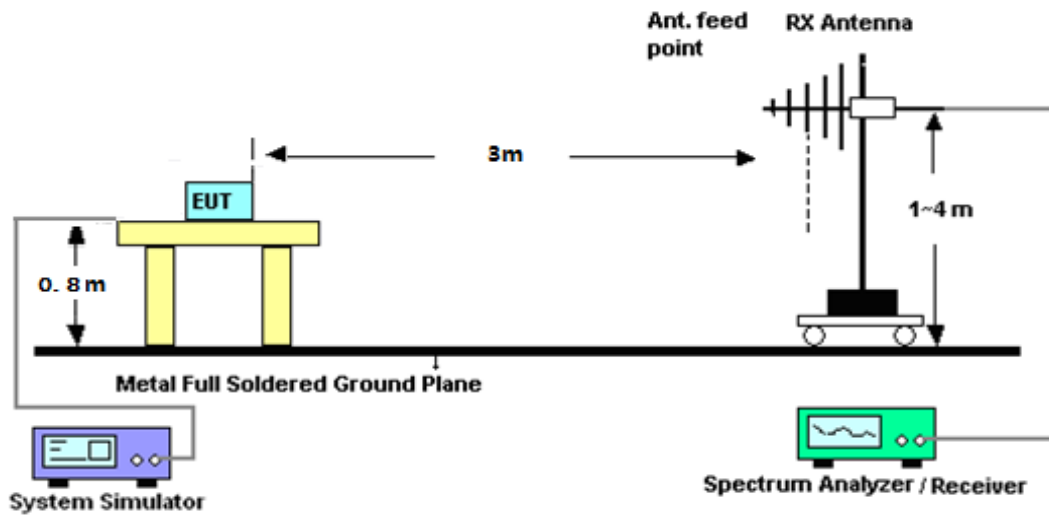 Ant. feed
point
RX Antenna
3m
EUT
1~4 m
0. 8 m
Metal Full Soldered Ground Plane
System Simulator
Spectrum Analyzer / Receiver